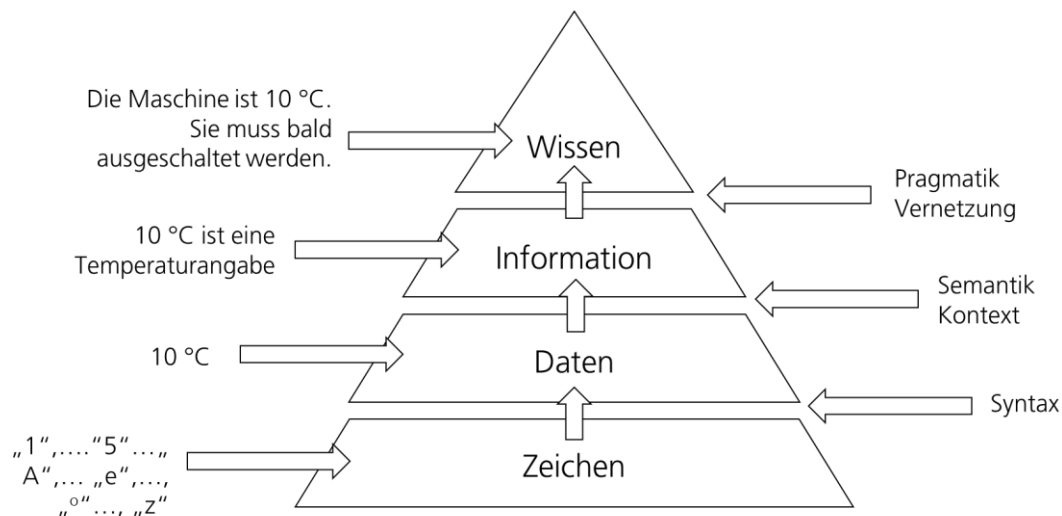 Die Maschine ist 10 °C.
Sie muss bald
ausgeschaltet werden.
Wissen
Pragmatik
Vernetzung
10 °C ist eine
Temperaturangabe
Information
Semantik
Kontext
10 °C
Daten
Syntax
„1“,....“5“...„
A“,... „e“,...,
„o“..., „z“
Zeichen